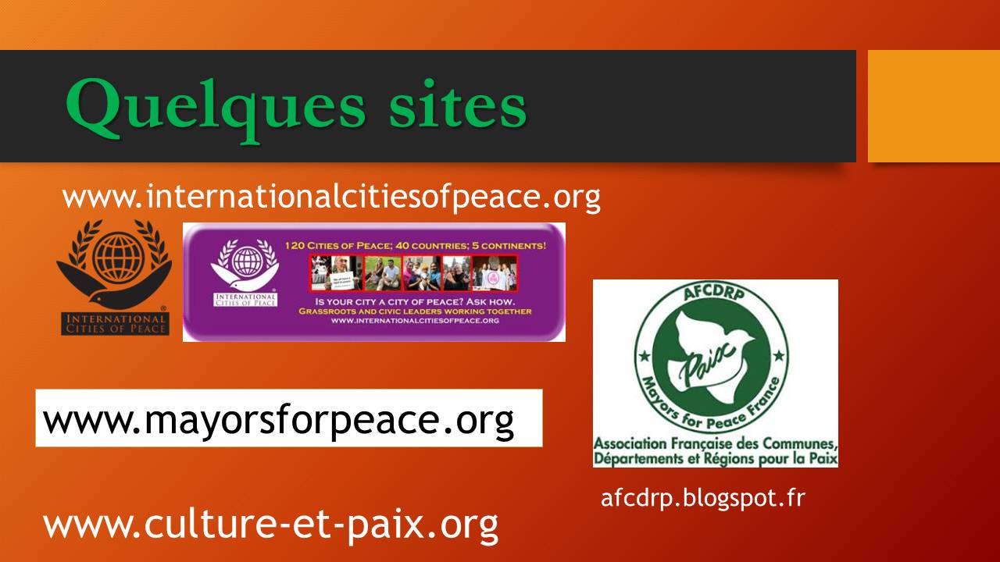 Quelques sites
www.internationalcitiesofpeace.org
®
INTERNATIONAL
CITIES OF PEACE
120 CITIES OF PEACE; 40 COUNTRIES; 5 CONTINENTS!
INTERNATIONAL
CITIES OF PEACE
IS YOUR CITY A CITY OF PEACE? ASK HOW.
GRASSROOTS AND CIVIC LEADERS WORKING TOGETHER
WWW.INTERNATIONALCITIESOFPEACE.ORG
AFCDRP
Paix
Mayors for Peace France
Association Française des Communes,
Départements et Régions pour la Paix
www.mayorsforpeace.org
afcdrp.blogspot.fr
www.culture-et-paix.org